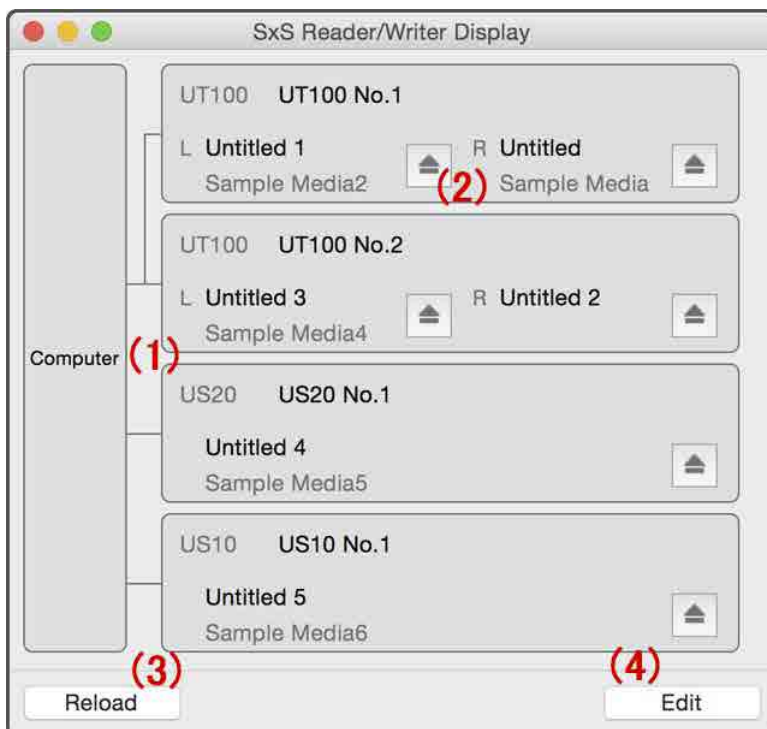 SxS Reader/Writer Display
UT100 UT100 No.1
L Untitled 1 R Untitled
Sample Media2 (2) Sample Media
UT100 UT100 No.2
L Untitled 3 R Untitled 2
Sample Media4
Computer (1)
US20 US20 No.1
Untitled 4
Sample Media5
US10 US10 No.1
Untitled 5
Sample Media6
(3) (4)
Reload Edit